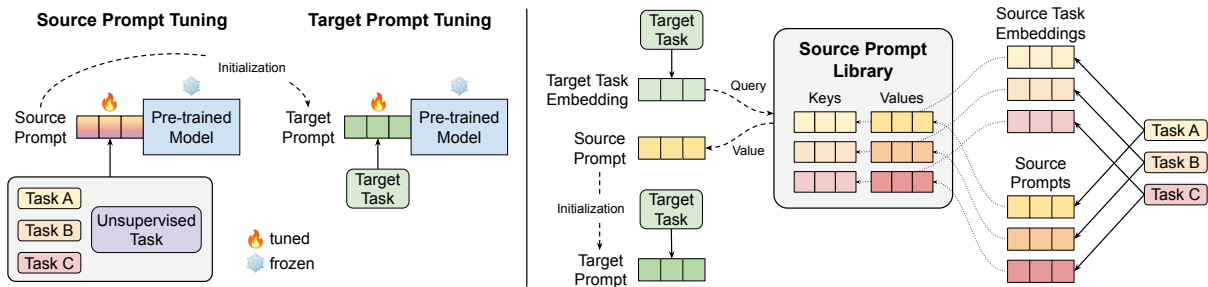 Source Prompt Tuning
Target Prompt Tuning
Initialization
Source
Prompt
Pre-trained
Model
Target
Prompt
Pre-trained
Model
Target
Task
Task A
Task B
Task C
Unsupervised
Task
tuned
frozen
Target
Task
Target Task
Embedding
Query
Source
Prompt
Value
Initialization
Target
Task
Target
Prompt
Source Prompt
Library
Keys
Values
Source Task
Embeddings
Source
Prompts
Task A
Task B
Task C